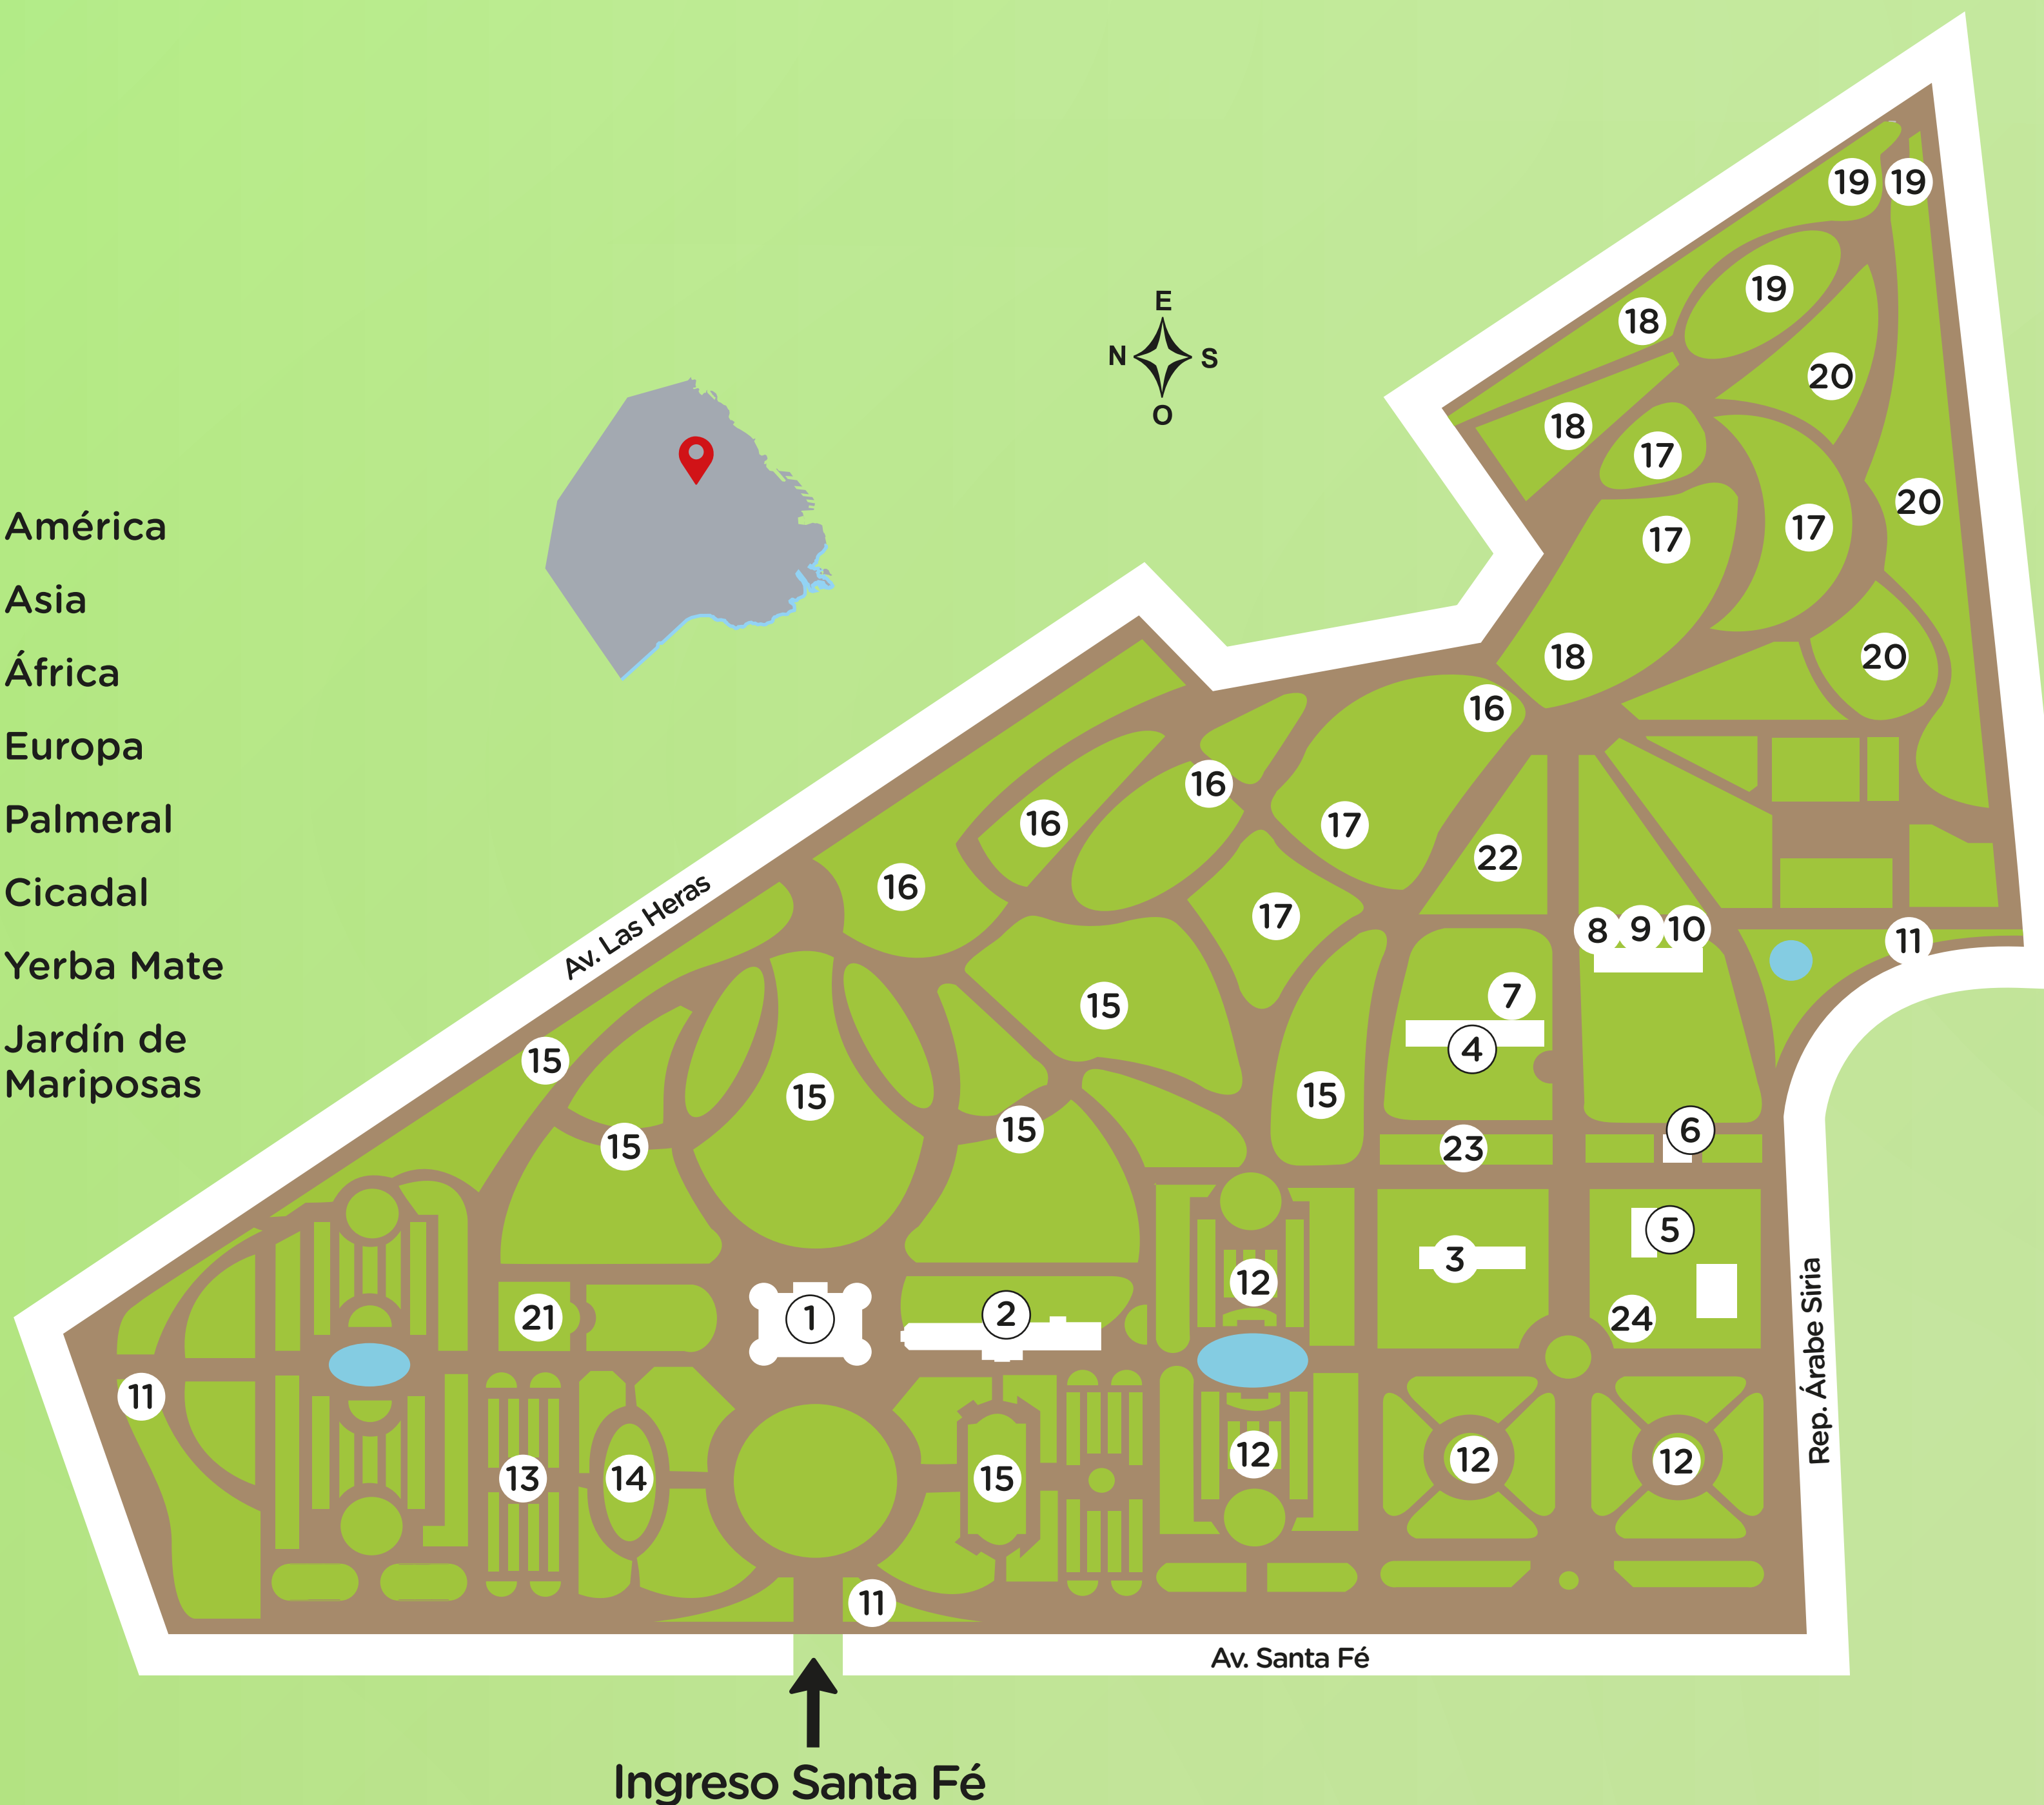 19 19
19
18
20
18
17
20
17
17
18
20
16
16
16
17
22
16
17
8 9 10
11
7
4
15
15
15
15
15
15
15
23
6
5
3
12
24
21
1
2
11
13
14
15
12
12
12
11
E
N S
O
América
Asia
África
Europa
Palmeral
Cicadal
Yerba Mate
Jardín de
Mariposas
Av. Las Heras
Rep. Árabe Siria
Av. Santa Fé
Ingreso Santa Fé